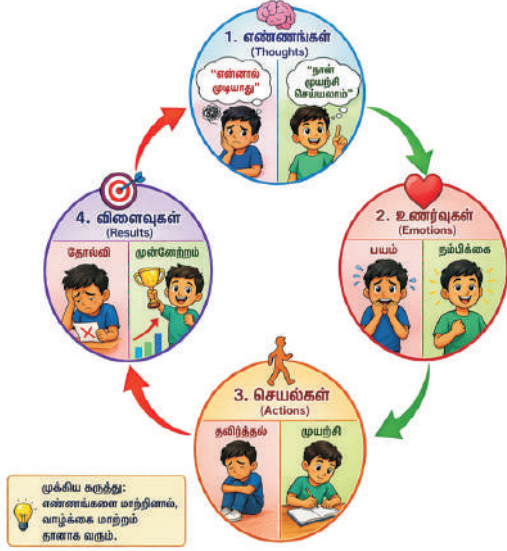 1. எண்ணங்கள்
(Thoughts)
"என்னால்
முடியாது"
"நான்
முயற்சி
செய்யலாம்"
2. உணர்வுகள்
(Emotions)
பயம்
நம்பிக்கை
3. செயல்கள்
(Actions)
தவிர்த்தல்
முயற்சி
4. விளைவுகள்
(Results)
தோல்வி
முன்னேற்றம்
முக்கிய கருத்து:
எண்ணங்களை மாற்றினால்,
வாழ்க்கை மாற்றம்
தானாக வரும்.